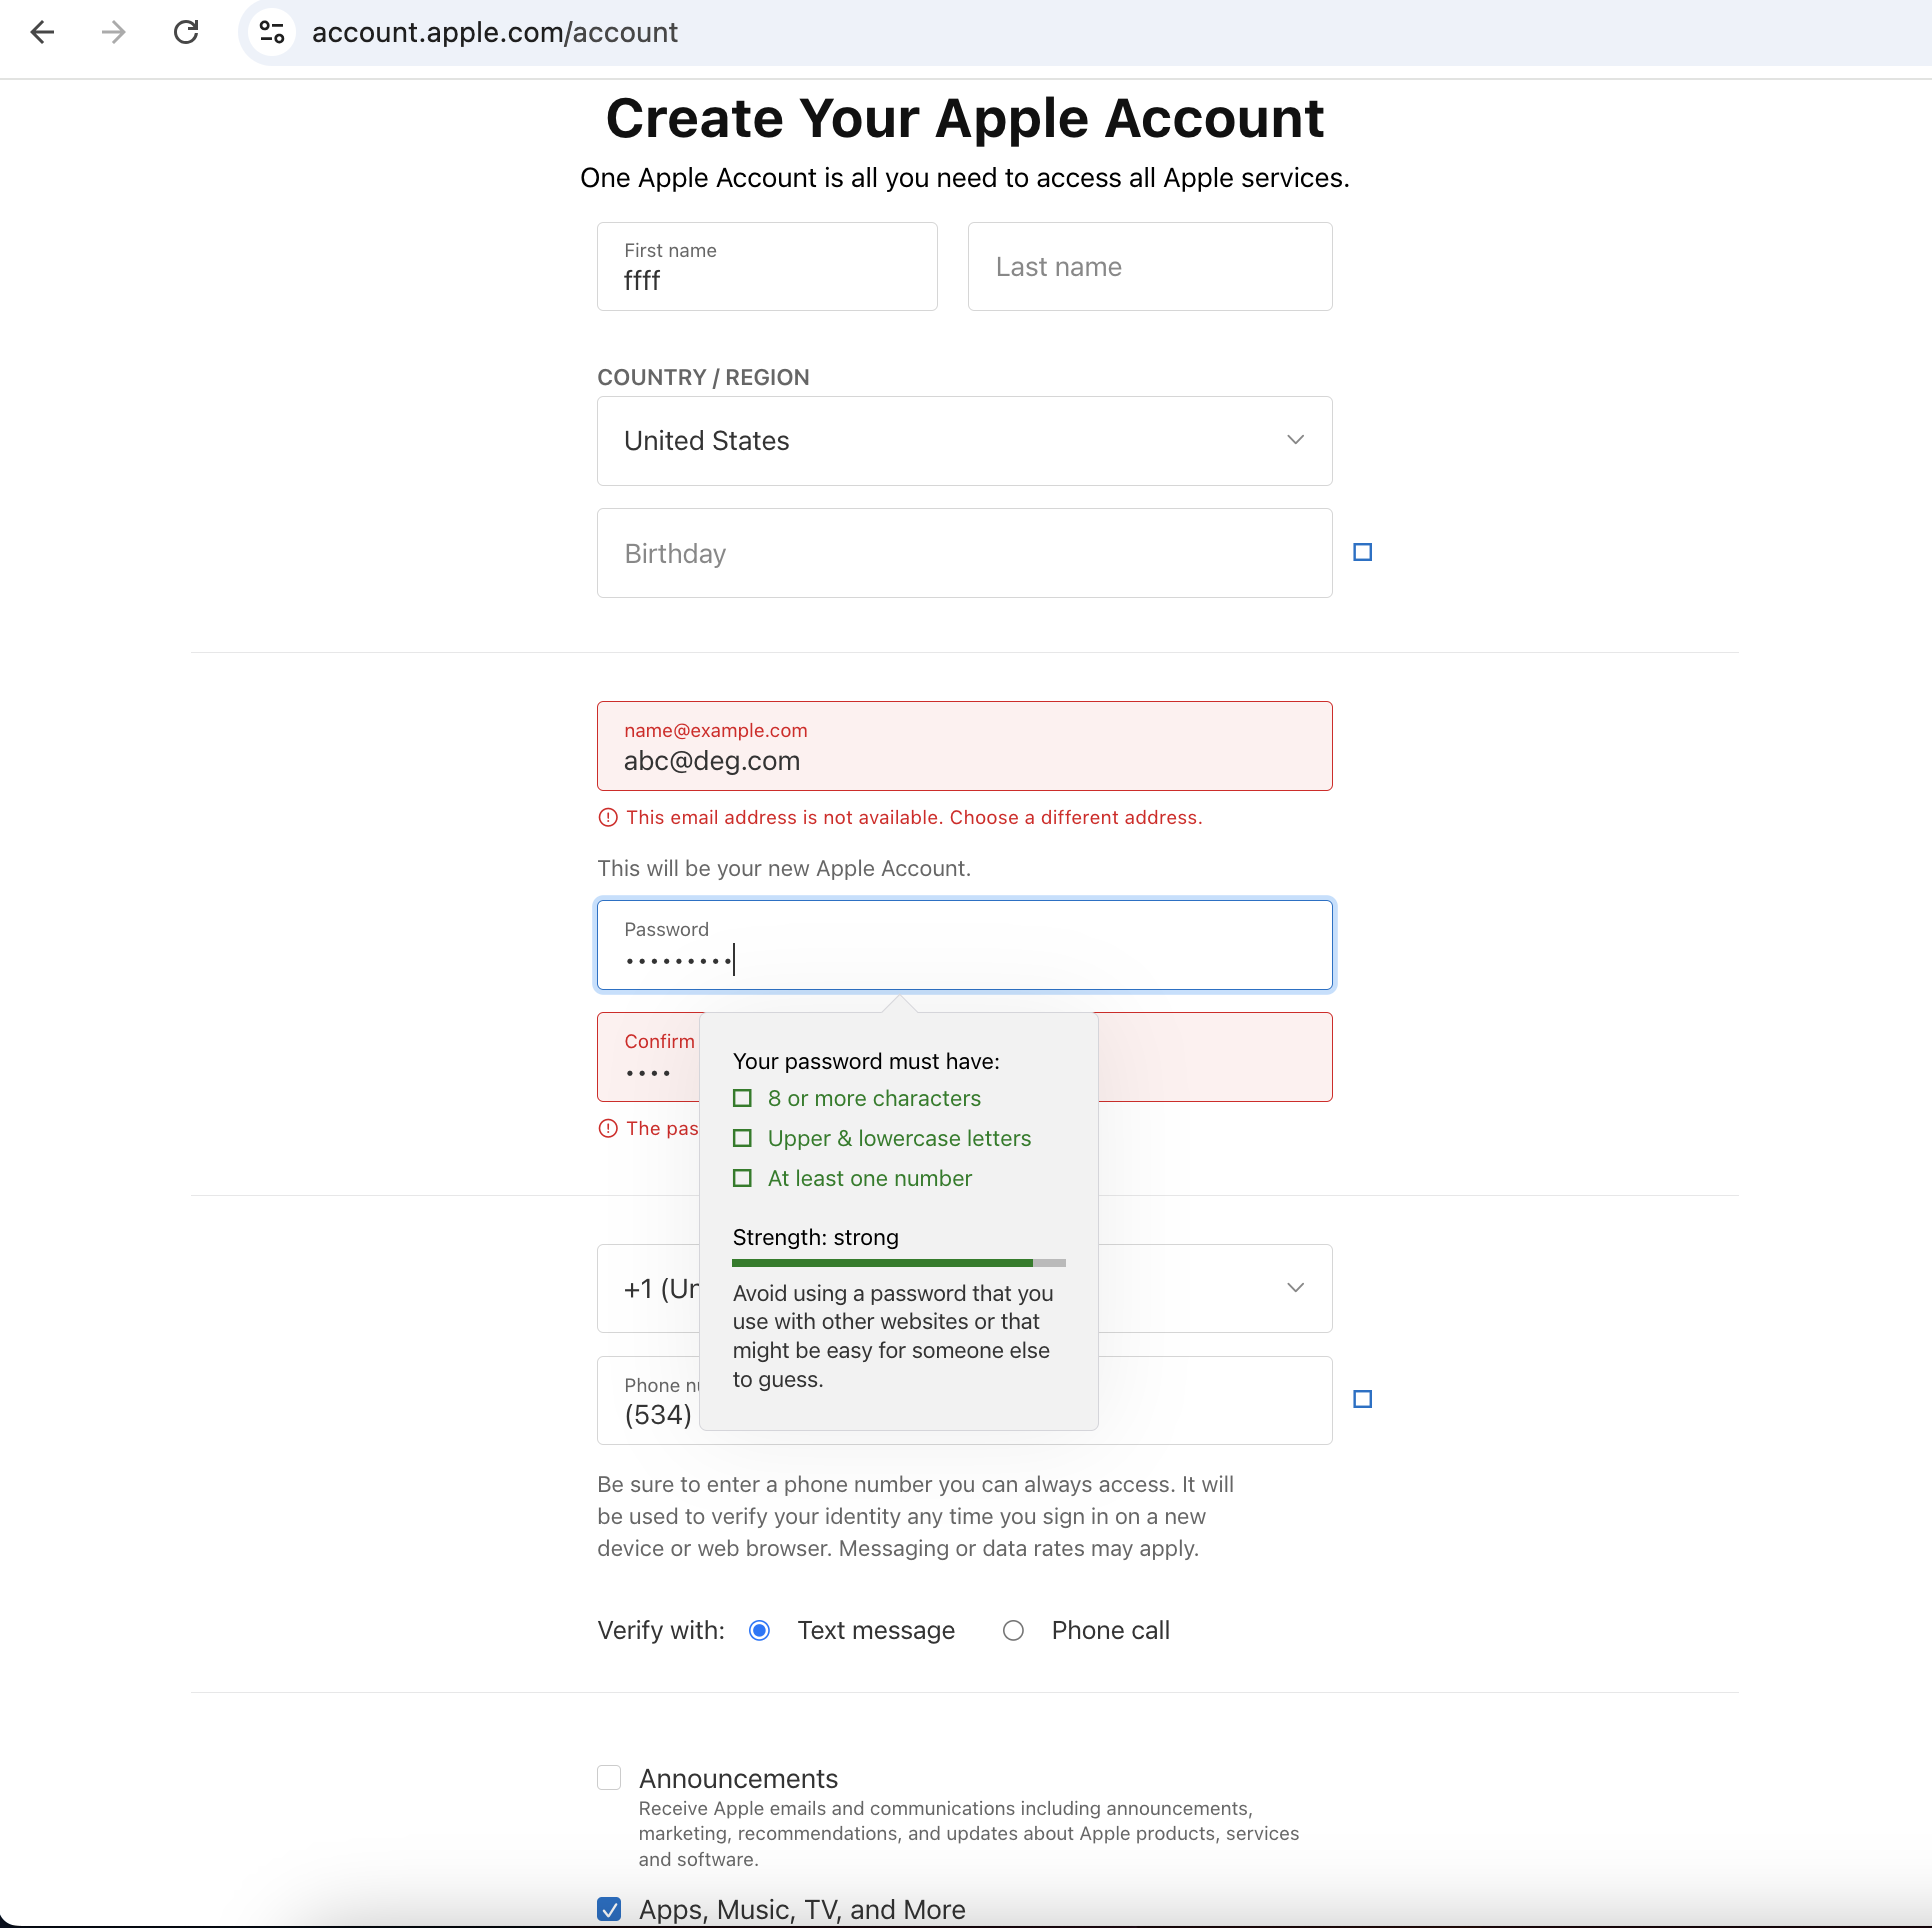 account.apple.com/account
Create Your Apple Account
One Apple Account is all you need to access all Apple services.
First name
ffff
Last name
COUNTRY / REGION
United States
Birthday
name@example.com
abc@deg.com
This email address is not available. Choose a different address.
This will be your new Apple Account.
Password
•••••••••
Confirm
••••
The pas
Your password must have:
8 or more characters
Upper & lowercase letters
At least one number
Strength: strong
Avoid using a password that you
use with other websites or that
might be easy for someone else
to guess.
+1 (Un
Phone nu
(534)
Be sure to enter a phone number you can always access. It will
be used to verify your identity any time you sign in on a new
device or web browser. Messaging or data rates may apply.
Verify with: Text message Phone call
Announcements
Receive Apple emails and communications including announcements,
marketing, recommendations, and updates about Apple products, services
and software.
Apps, Music, TV, and More